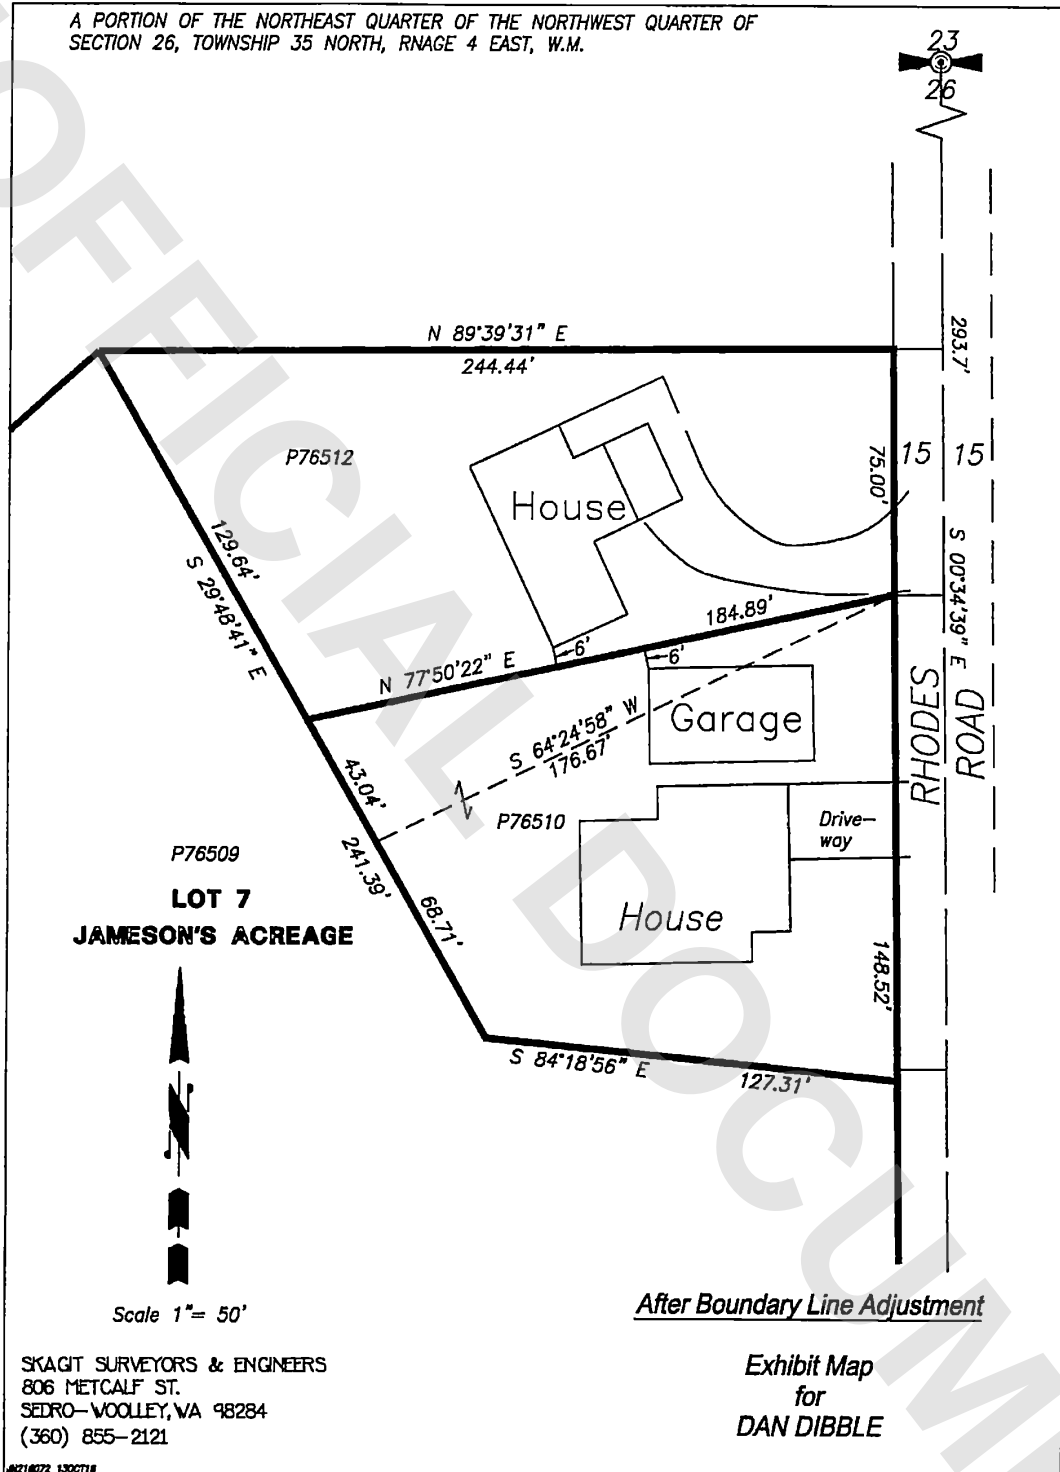 A PORTION OF THE NORTHEAST QUARTER OF THE NORTHWEST QUARTER OF
SECTION 26, TOWNSHIP 35 NORTH, RNAGE 4 EAST, W.M.
23
26
293.7'
N 89°39'31" E
244.44'
P76512
House
75.00'
15
15
S 00°34'39" E
129.64'
S 29°48'41" E
184.89'
6'
6'
N 77°50'22" E
Garage
S 64°24'58" W
176.67'
RHODES
ROAD
43.04'
241.39'
P76510
Drive-
way
P76509
LOT 7
JAMESON'S ACREAGE
68.71'
House
148.52'
S 84°18'56" E
127.31'
Scale 1"= 50'
After Boundary Line Adjustment
SKAGIT SURVEYORS & ENGINEERS
806 METCALF ST.
SEDRO-WOOLLEY, WA 98284
(360) 855-2121
Exhibit Map
for
DAN DIBBLE
OFFICIAL DOCUM